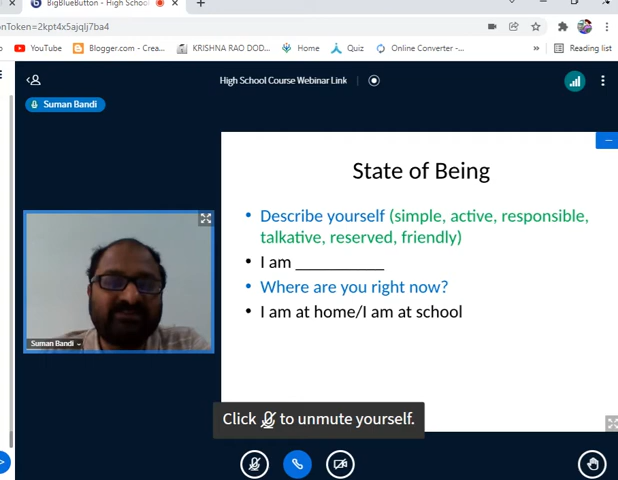 BigBlueButton - High School
onToken=2kpt4x5ajqlj7ba4
YouTube
Blogger.com - Crea...
KRISHNA RAO DOD...
Home
Quiz
Online Converter -...
Reading list
High School Course Webinar Link
Suman Bandi
State of Being
• Describe yourself (simple, active, responsible,
talkative, reserved, friendly)
• I am __________
• Where are you right now?
• I am at home/I am at school
Suman Bandi
Click to unmute yourself.